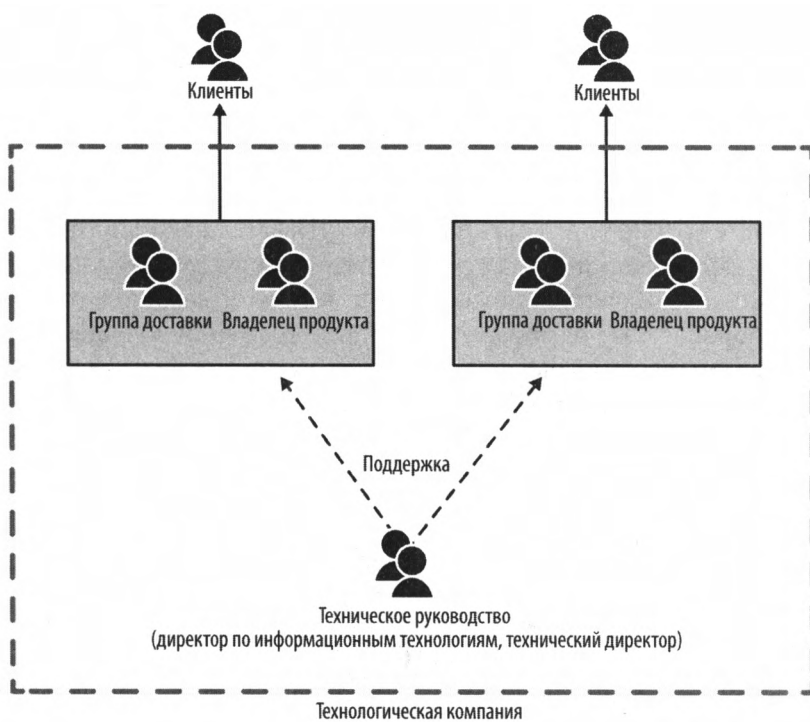 Клиенты
Клиенты
Группа доставки
Владелец продукта
Группа доставки
Владелец продукта
Поддержка
Техническое руководство
(директор по информационным технологиям, технический директор)
Технологическая компания